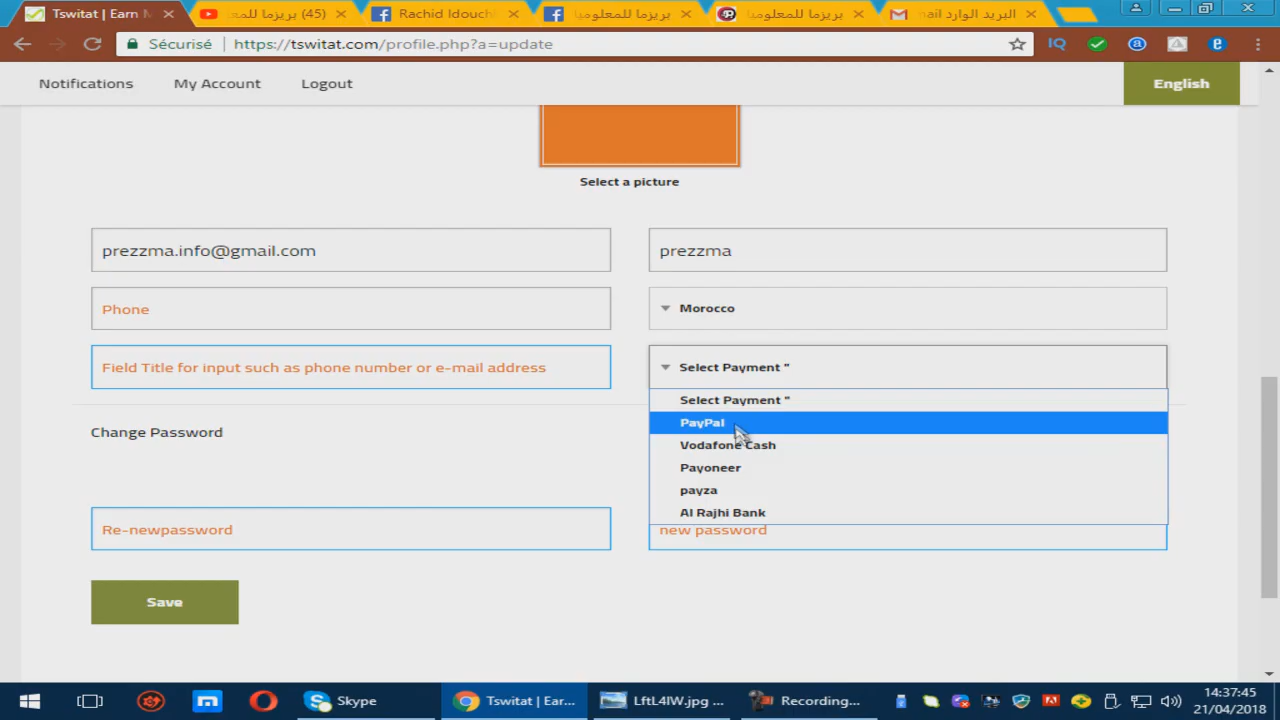 Tswitat | Earn M
بريزما للمع (45)
Rachid Idouch
بريزما للمعلومي
بريزما للمعلومي
البريد الوارد nail
Sécurisé
https://tswitat.com/profile.php?a=update
Notifications
My Account
Logout
English
Select a picture
prezzma.info@gmail.com
prezzma
Phone
Morocco
Field Title for input such as phone number or e-mail address
Select Payment "
Select Payment "
PayPal
Vodafone Cash
Payoneer
payza
Al Rajhi Bank
Change Password
Re-newpassword
new password
Save
Skype
Tswitat | Ear...
LftL4IW.jpg ...
Recording...
14:37:45
21/04/2018